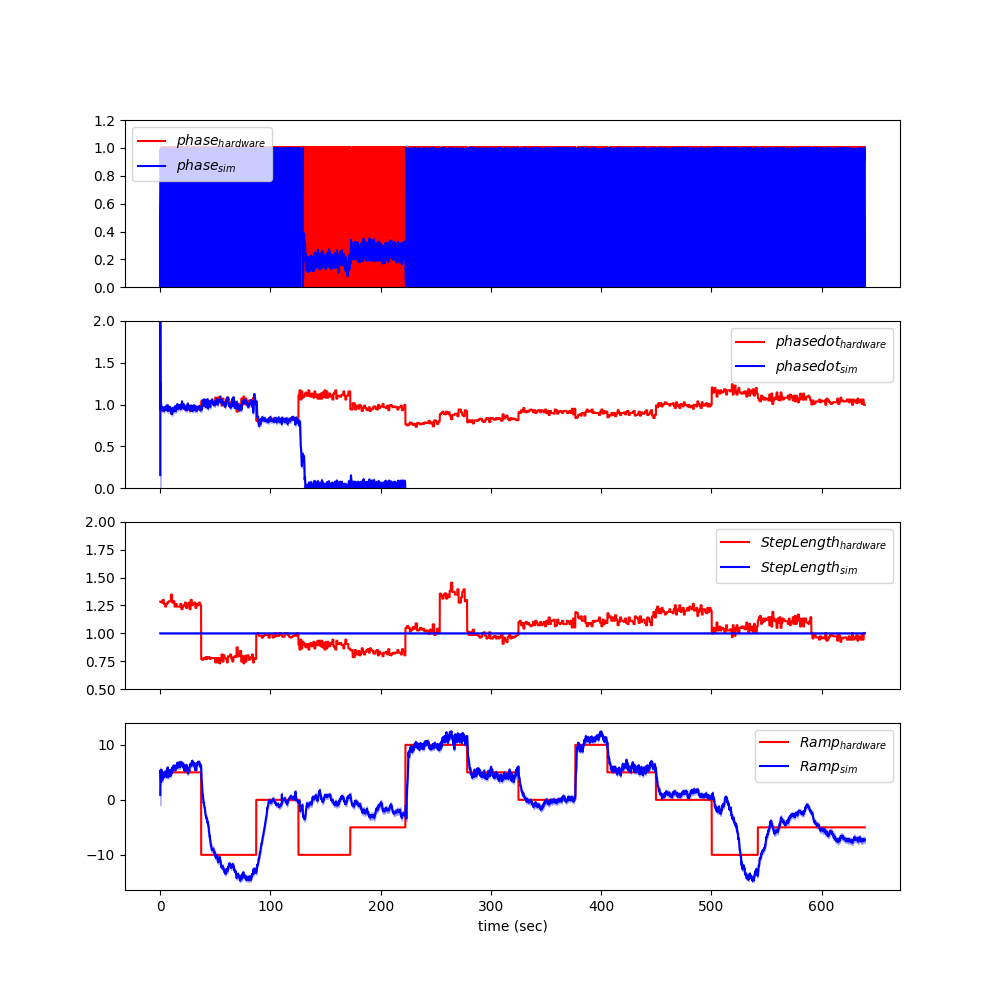 1.2
1.0
0.8
0.6
0.4
0.2
0.0
phase_hardware
phase_sim
2.0
1.5
1.0
0.5
0.0
phasedot_hardware
phasedot_sim
2.00
1.75
1.50
1.25
1.00
0.75
0.50
StepLength_hardware
StepLength_sim
10
0
−10
Ramp_hardware
Ramp_sim
0 100 200 300 400 500 600
time (sec)